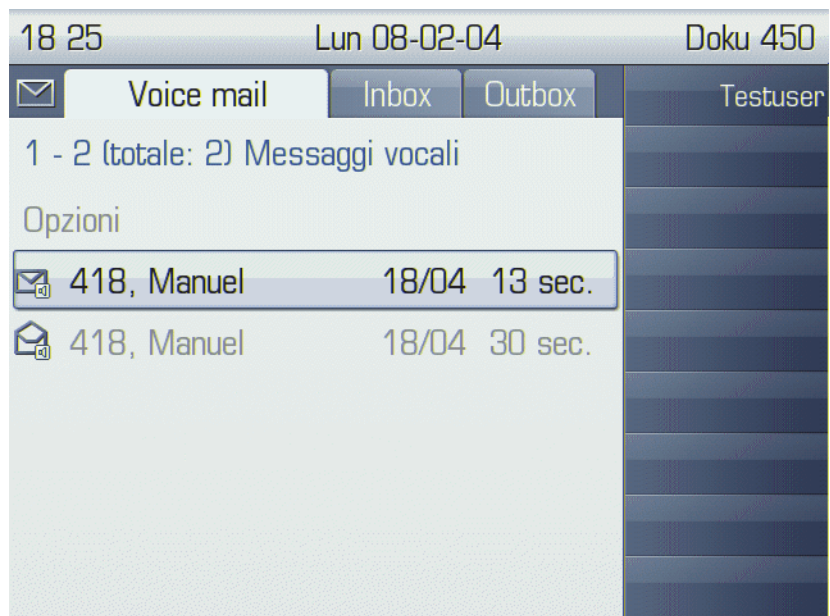 18 25 Lun 08-02-04 Doku 450
Voice mail Inbox Outbox Testuser
1 - 2 (totale: 2) Messaggi vocali
Opzioni
418, Manuel 18/04 13 sec.
418, Manuel 18/04 30 sec.